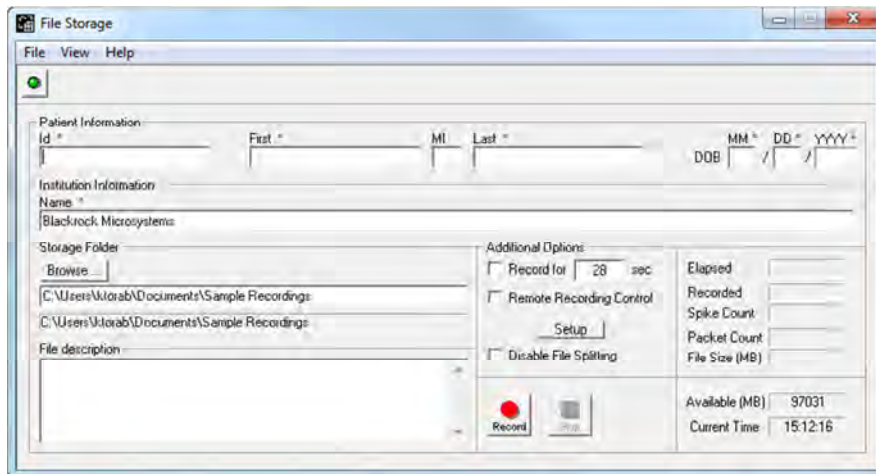 File Storage
File View Help
Patient Information
Id * First * MI Last * MM * DD * YYYY *
DOB / /
Institution Information
Name *
Blackrock Microsystems
Storage Folder
Browse...
C:\Users\ktorab\Documents\Sample Recordings
C:\Users\ktorab\Documents\Sample Recordings
File description
Additional Options
Record for 28 sec
Remote Recording Control
Setup
Disable File Splitting
Record Stop
Elapsed
Recorded
Spike Count
Packet Count
File Size (MB)
Available (MB) 97031
Current Time 15:12:16